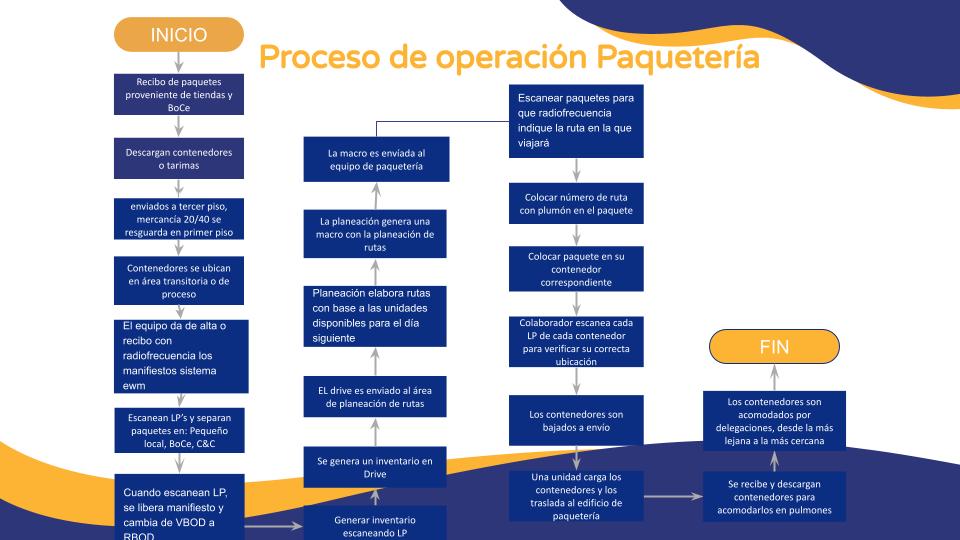 INICIO
Proceso de operación Paquetería
Recibo de paquetes
proveniente de tiendas y
BoCe
Descargan contenedores
o tarimas
enviados a tercer piso,
mercancía 20/40 se
resguarda en primer piso
Contenedores se ubican
en área transitoria o de
proceso
El equipo da de alta o
recibo con
radiofrecuencia los
manifiestos sistema
ewm
Escanean LP's y separan
paquetes en: Pequeño
local, BoCe, C&C
Cuando escanean LP,
se libera manifiesto y
cambia de VBOD a
RBOD
Generar inventario
escaneando LP
Se genera un inventario en
Drive
EL drive es enviado al área
de planeación de rutas
Planeación elabora rutas
con base a las unidades
disponibles para el día
siguiente
La planeación genera una
macro con la planeación de
rutas
La macro es envíada al
equipo de paquetería
Escanear paquetes para
que radiofrecuencia
indique la ruta en la que
viajará
Colocar número de ruta
con plumón en el paquete
Colocar paquete en su
contenedor
correspondiente
Colaborador escanea cada
LP de cada contenedor
para verificar su correcta
ubicación
Los contenedores son
bajados a envío
Una unidad carga los
contenedores y los
traslada al edificio de
paquetería
Se recibe y descargan
contenedores para
acomodarlos en pulmones
Los contenedores son
acomodados por
delegaciones, desde la más
lejana a la más cercana
FIN